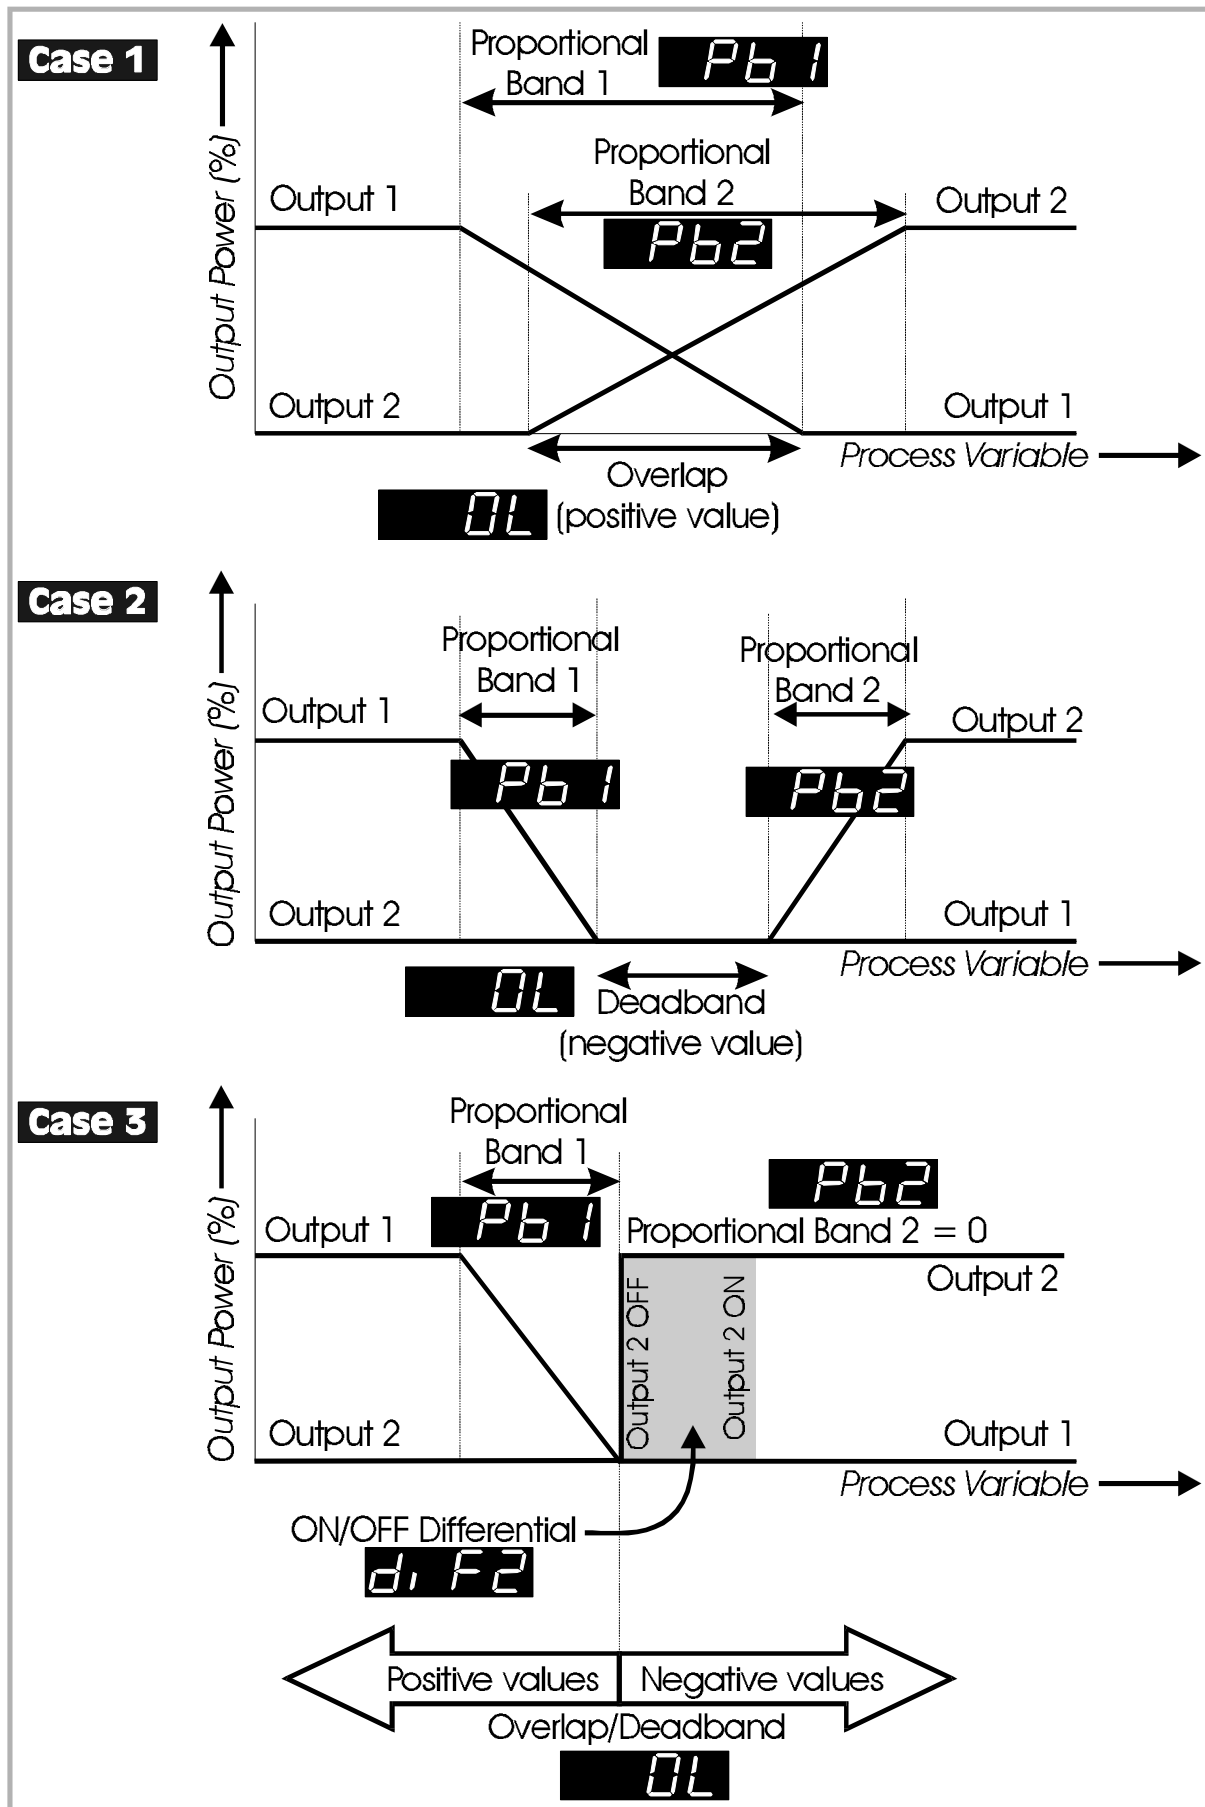 Case 1
Proportional
Band 1
Pb1
Proportional
Band 2
Pb2
Output Power (%)
Output 1
Output 2
Output 2
Output 1
Process Variable
Overlap
(positive value)
OL
Case 2
Proportional
Band 1
Proportional
Band 2
Output Power (%)
Output 1
Output 2
Pb1
Pb2
Output 2
Output 1
Process Variable
OL
Deadband
(negative value)
Case 3
Proportional
Band 1
Pb1
Pb2
Proportional Band 2 = 0
Output Power (%)
Output 1
Output 2
Output 2 OFF
Output 2 ON
Output 2
Output 1
Process Variable
ON/OFF Differential
diF2
Positive values
Negative values
Overlap/Deadband
OL